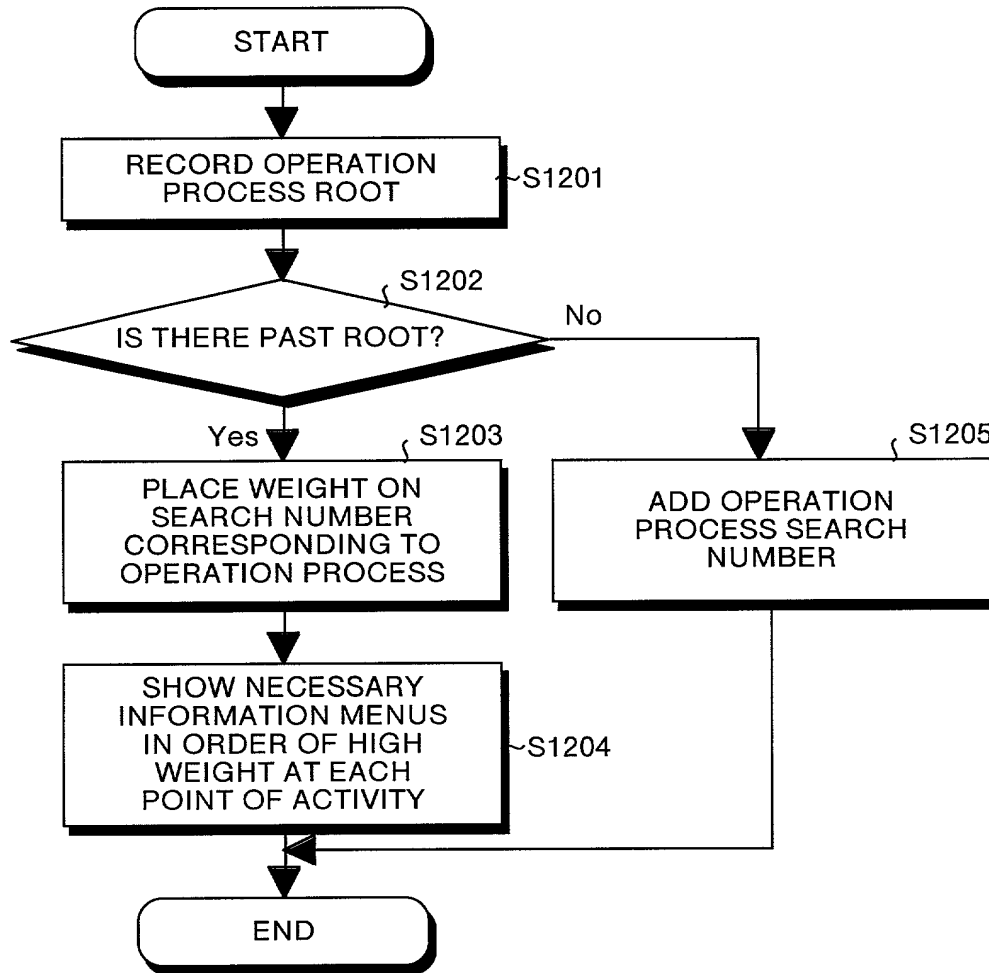 START
RECORD OPERATION
PROCESS ROOT
S1201
S1202
IS THERE PAST ROOT?
No
Yes
S1203
PLACE WEIGHT ON
SEARCH NUMBER
CORRESPONDING TO
OPERATION PROCESS
S1205
ADD OPERATION
PROCESS SEARCH
NUMBER
SHOW NECESSARY
INFORMATION MENUS
IN ORDER OF HIGH
WEIGHT AT EACH
POINT OF ACTIVITY
S1204
END